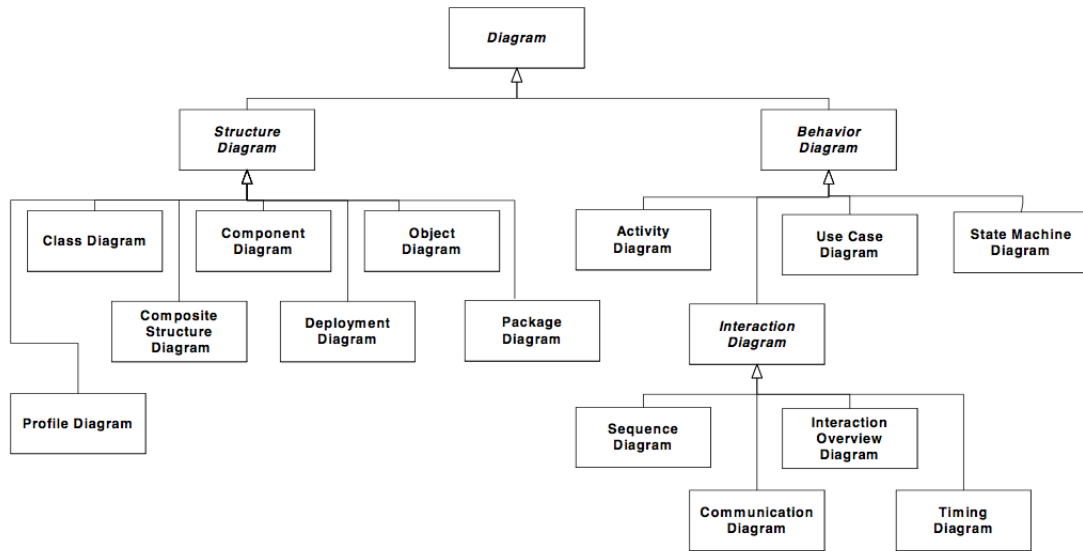 Diagram
Structure
Diagram
Behavior
Diagram
Class Diagram
Component
Diagram
Object
Diagram
Activity
Diagram
Use Case
Diagram
State Machine
Diagram
Composite
Structure
Diagram
Deployment
Diagram
Package
Diagram
Interaction
Diagram
Profile Diagram
Sequence
Diagram
Interaction
Overview
Diagram
Communication
Diagram
Timing
Diagram